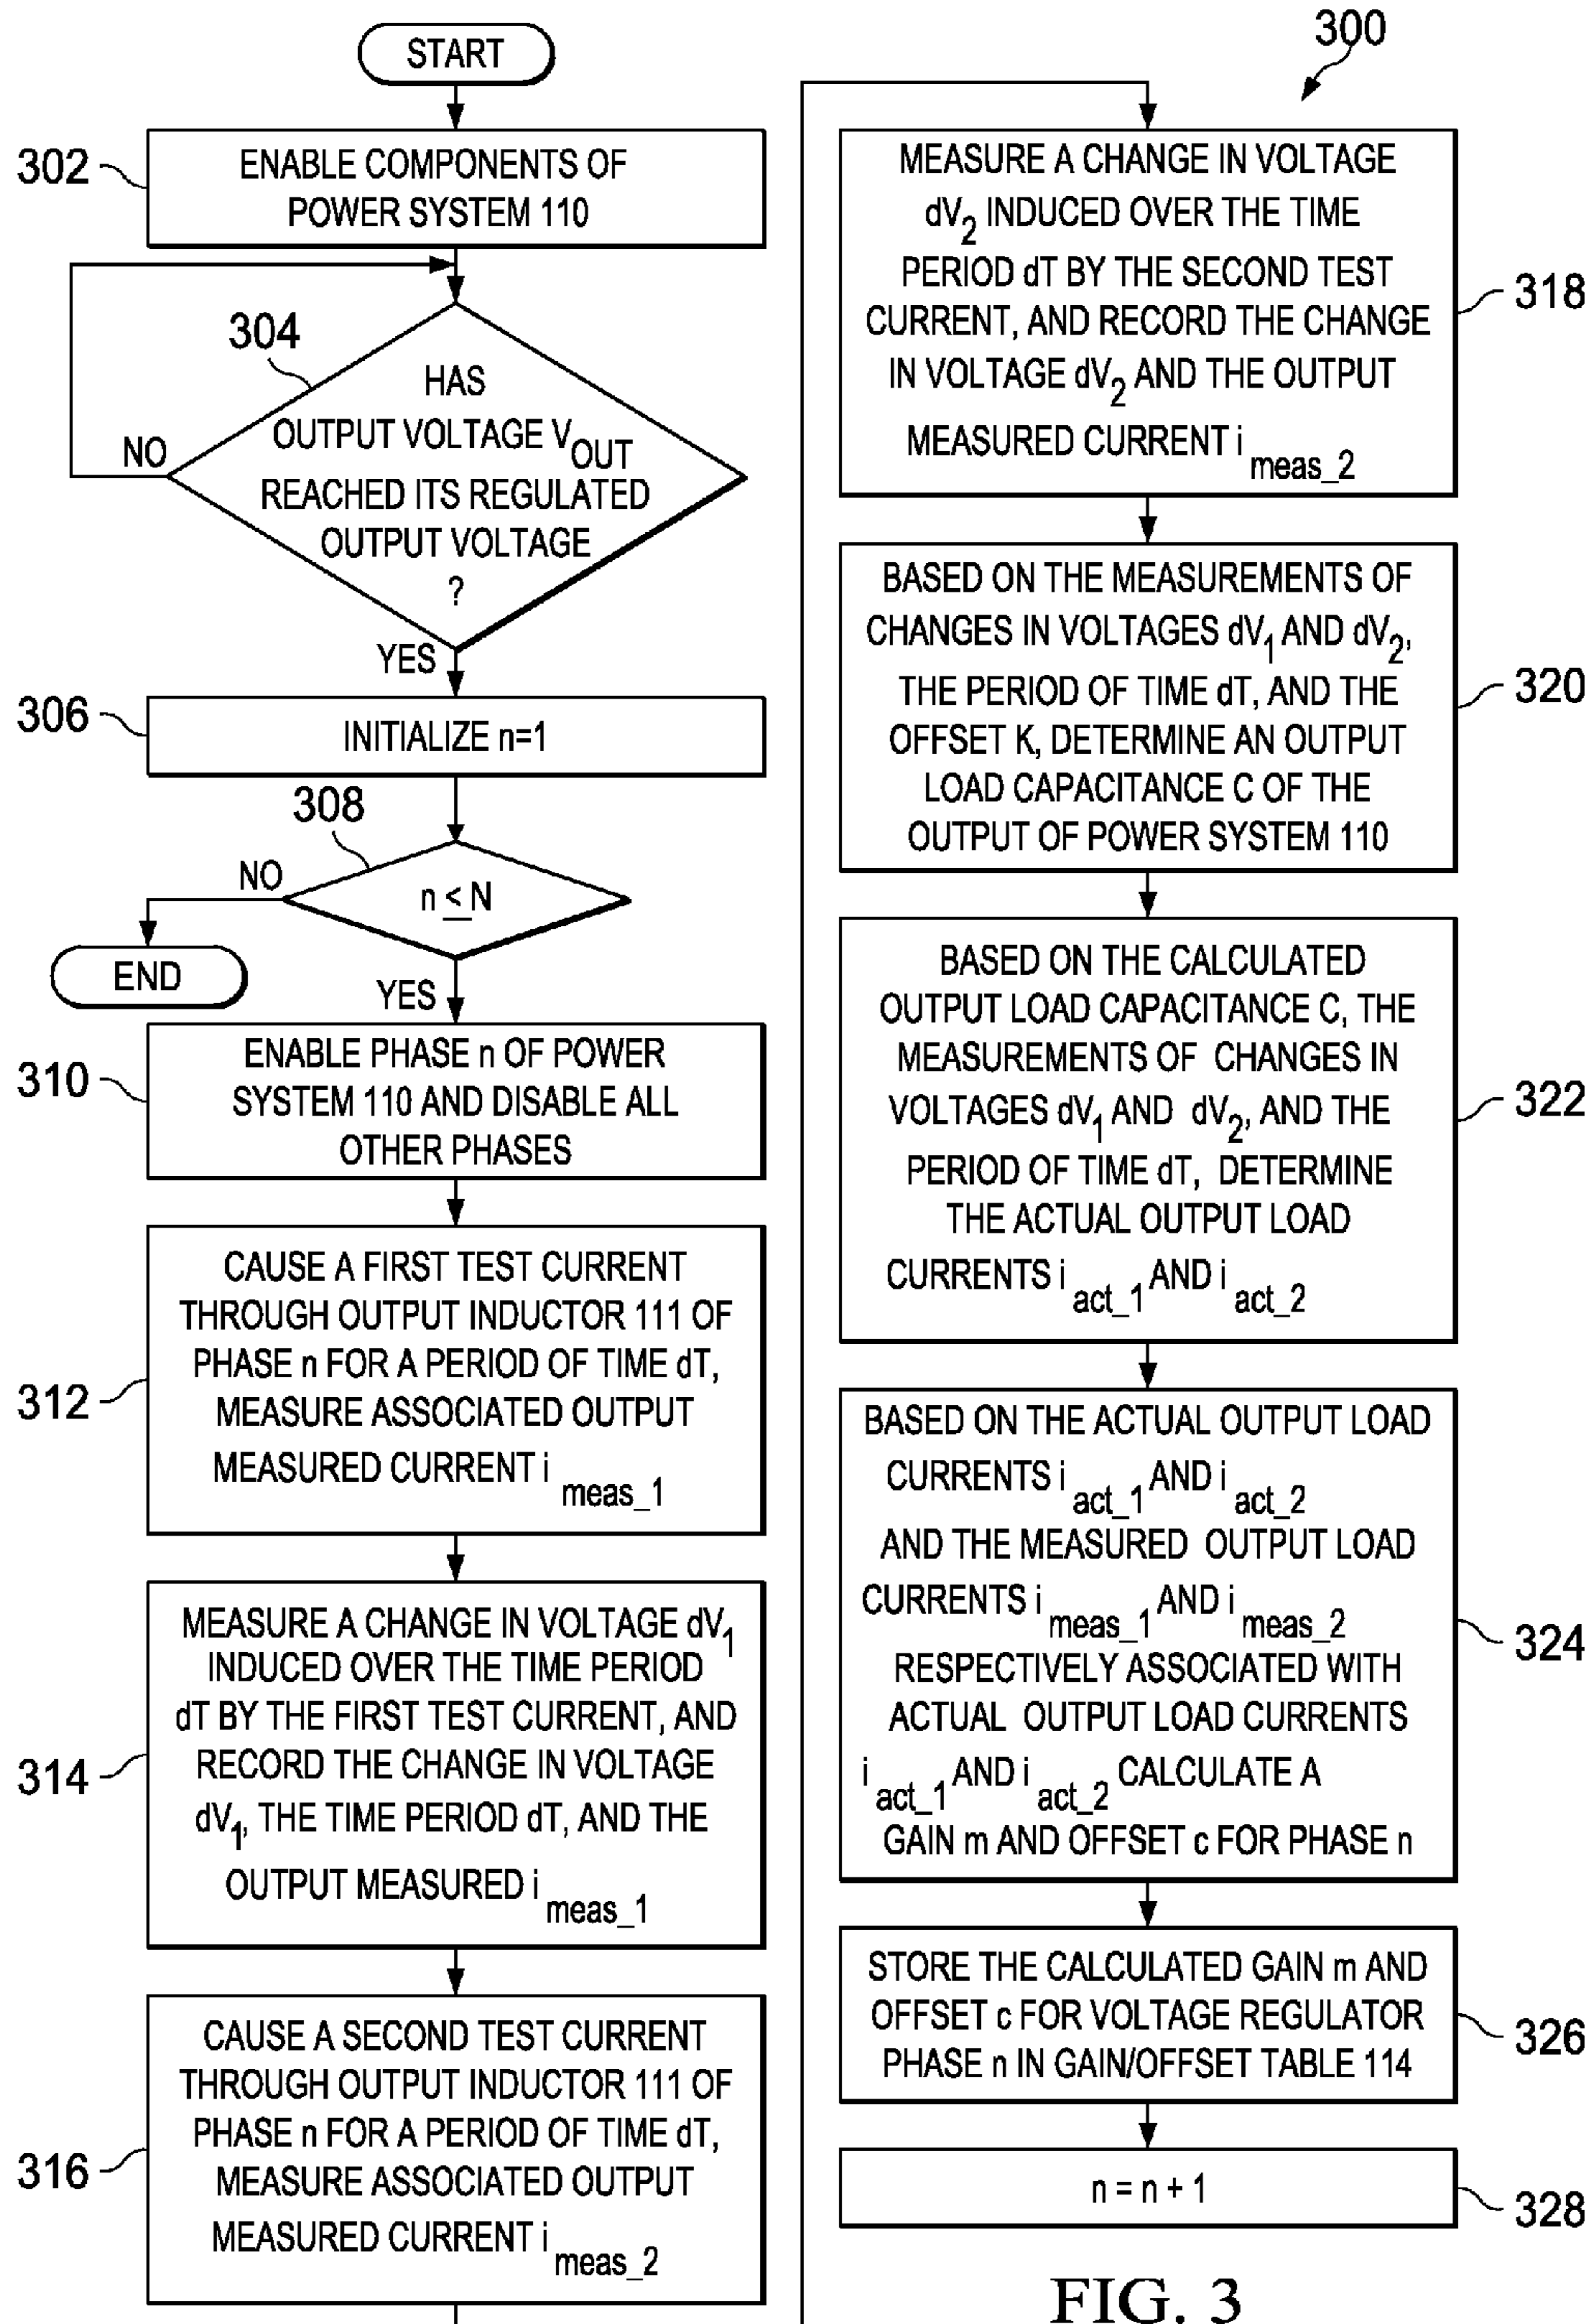 START
302
ENABLE COMPONENTS OF
POWER SYSTEM 110
304
HAS
OUTPUT VOLTAGE VOUT
REACHED ITS REGULATED
OUTPUT VOLTAGE
?
NO
YES
306
INITIALIZE n=1
308
n ≤ N
NO
END
YES
310
ENABLE PHASE n OF POWER
SYSTEM 110 AND DISABLE ALL
OTHER PHASES
312
CAUSE A FIRST TEST CURRENT
THROUGH OUTPUT INDUCTOR 111 OF
PHASE n FOR A PERIOD OF TIME dT,
MEASURE ASSOCIATED OUTPUT
MEASURED CURRENT i meas_1
314
MEASURE A CHANGE IN VOLTAGE dV1
INDUCED OVER THE TIME PERIOD
dT BY THE FIRST TEST CURRENT, AND
RECORD THE CHANGE IN VOLTAGE
dV1, THE TIME PERIOD dT, AND THE
OUTPUT MEASURED i meas_1
316
CAUSE A SECOND TEST CURRENT
THROUGH OUTPUT INDUCTOR 111 OF
PHASE n FOR A PERIOD OF TIME dT,
MEASURE ASSOCIATED OUTPUT
MEASURED CURRENT i meas_2
300
MEASURE A CHANGE IN VOLTAGE
dV2 INDUCED OVER THE TIME
PERIOD dT BY THE SECOND TEST
CURRENT, AND RECORD THE CHANGE
IN VOLTAGE dV2 AND THE OUTPUT
MEASURED CURRENT i meas_2
318
BASED ON THE MEASUREMENTS OF
CHANGES IN VOLTAGES dV1 AND dV2,
THE PERIOD OF TIME dT, AND THE
OFFSET K, DETERMINE AN OUTPUT
LOAD CAPACITANCE C OF THE
OUTPUT OF POWER SYSTEM 110
320
BASED ON THE CALCULATED
OUTPUT LOAD CAPACITANCE C, THE
MEASUREMENTS OF CHANGES IN
VOLTAGES dV1 AND dV2, AND THE
PERIOD OF TIME dT, DETERMINE
THE ACTUAL OUTPUT LOAD
CURRENTS i act_1 AND i act_2
322
BASED ON THE ACTUAL OUTPUT LOAD
CURRENTS i act_1 AND i act_2
AND THE MEASURED OUTPUT LOAD
CURRENTS i meas_1 AND i meas_2
RESPECTIVELY ASSOCIATED WITH
ACTUAL OUTPUT LOAD CURRENTS
i act_1 AND i act_2 CALCULATE A
GAIN m AND OFFSET c FOR PHASE n
324
STORE THE CALCULATED GAIN m AND
OFFSET c FOR VOLTAGE REGULATOR
PHASE n IN GAIN/OFFSET TABLE 114
326
n = n + 1
328
FIG. 3